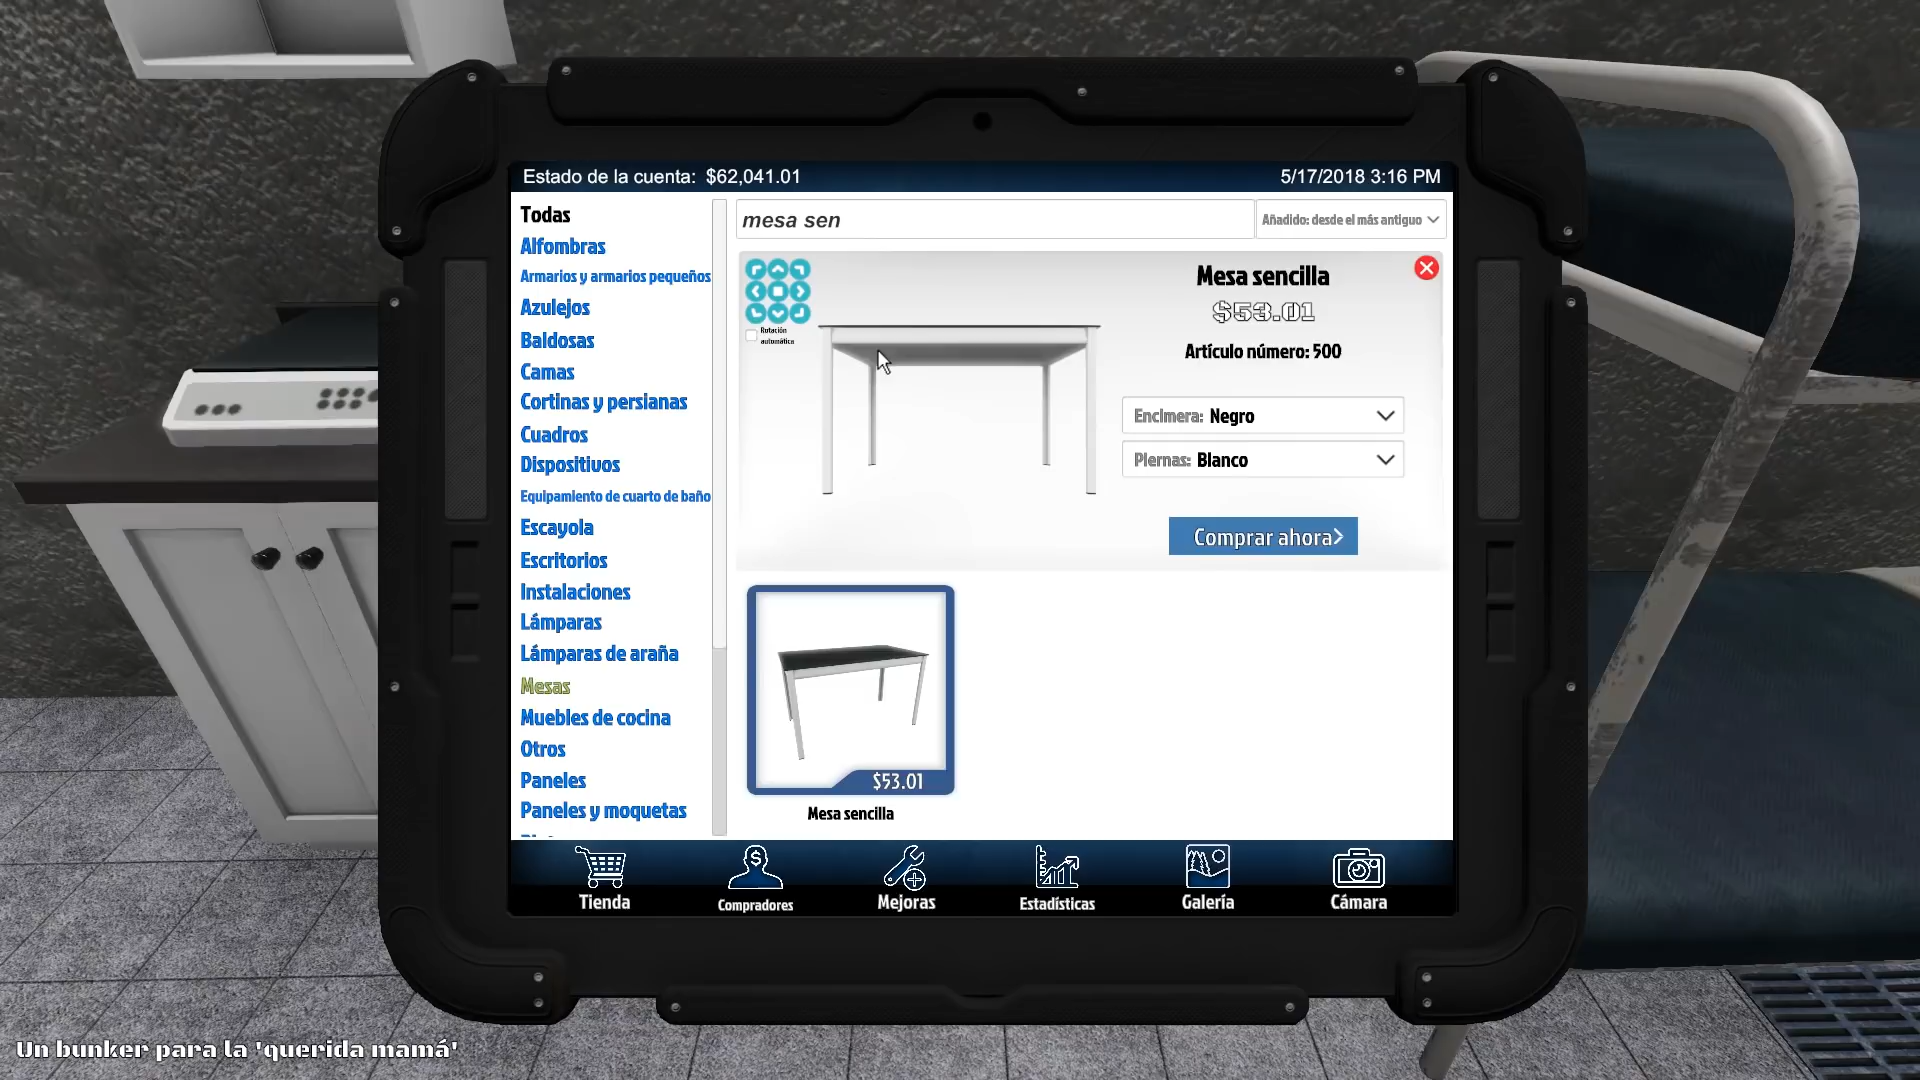 Estado de la cuenta: $62,041.01
5/17/2018 3:16 PM
Todas
Alfombras
Armarios y armarios pequeños
Azulejos
Baldosas
Camas
Cortinas y persianas
Cuadros
Dispositivos
Equipamiento de cuarto de baño
Escayola
Escritorios
Instalaciones
Lámparas
Lámparas de araña
Mesas
Muebles de cocina
Otros
Paneles
Paneles y moquetas
mesa sen
Añadido: desde el más antiguo
Rotación
automática
Mesa sencilla
$53.01
Artículo número: 500
Encimera: Negro
Piernas: Blanco
Comprar ahora>
$53.01
Mesa sencilla
Tienda
Compradores
Mejoras
Estadísticas
Galería
Cámara
Un bunker para la 'querida mamá'